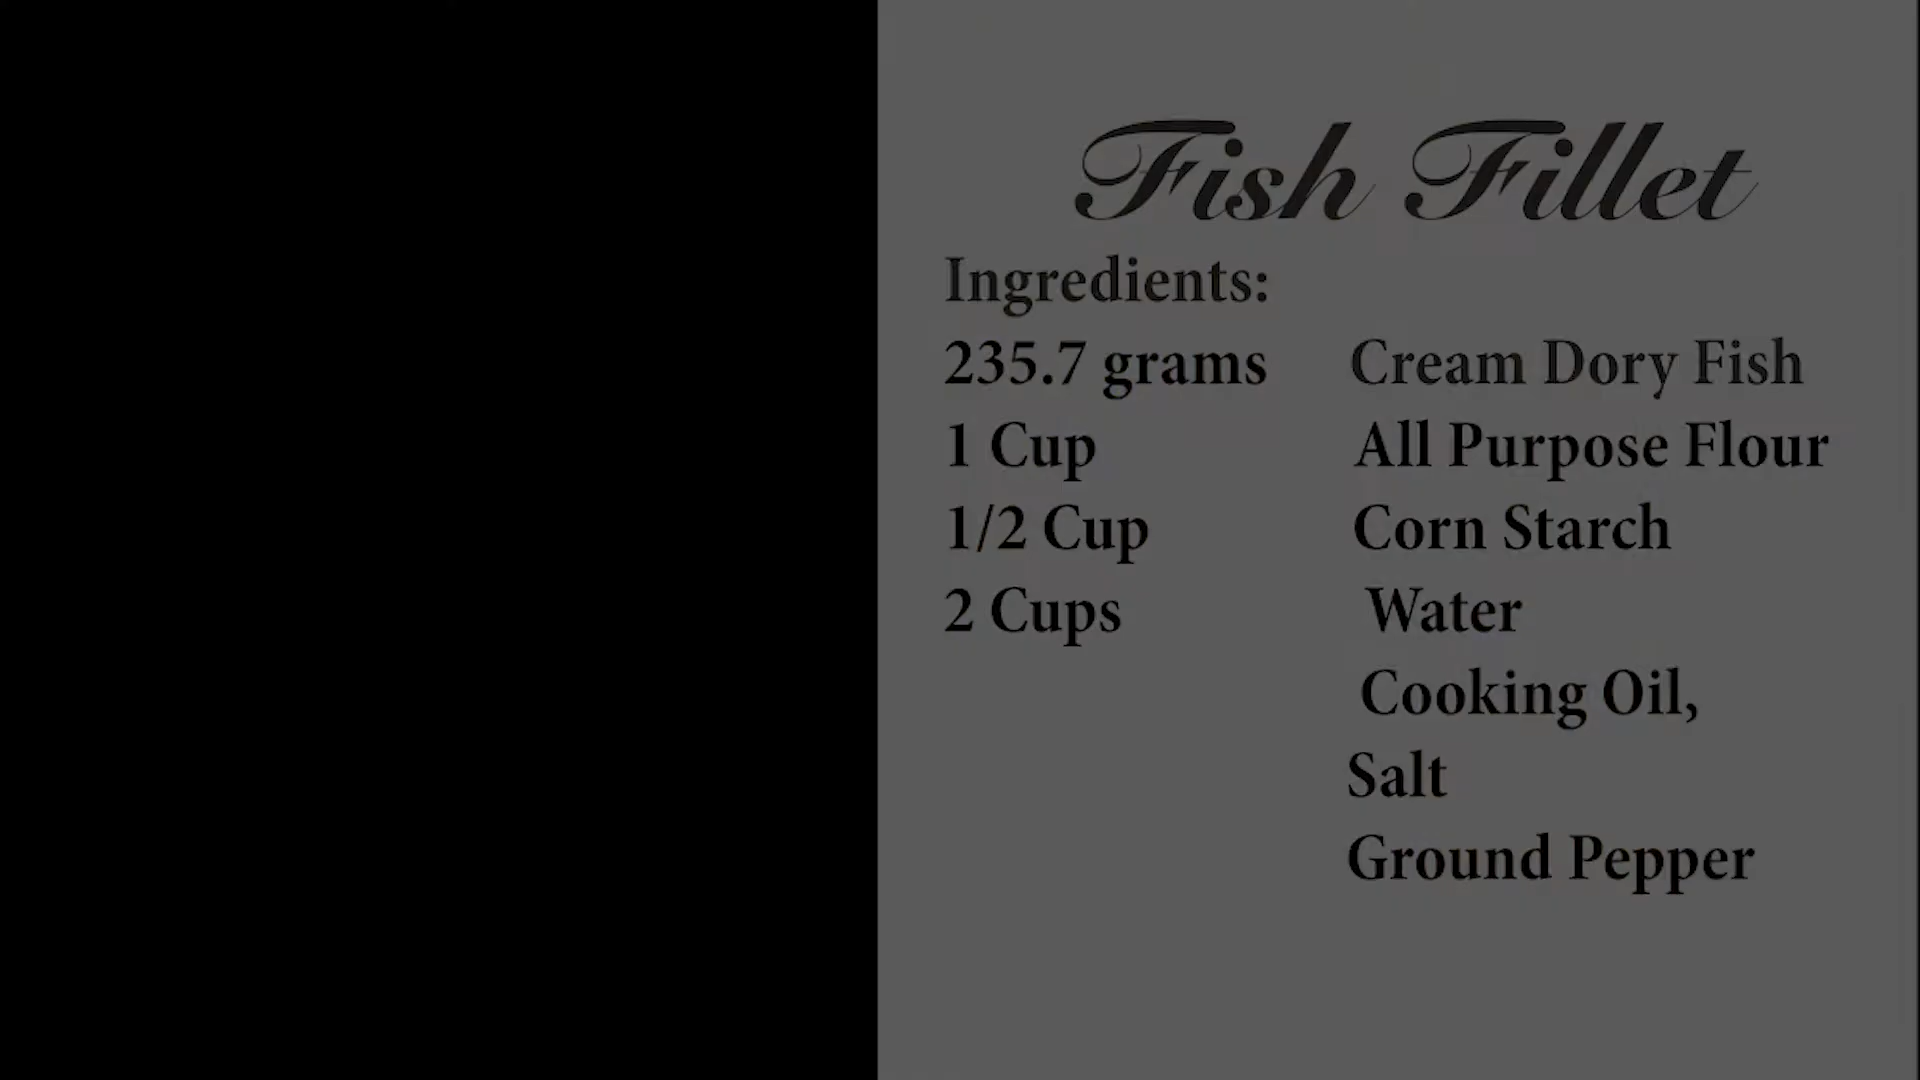 Fish Fillet
Ingredients:
235.7 grams Cream Dory Fish
1 Cup All Purpose Flour
1/2 Cup Corn Starch
2 Cups Water
Cooking Oil,
Salt
Ground Pepper